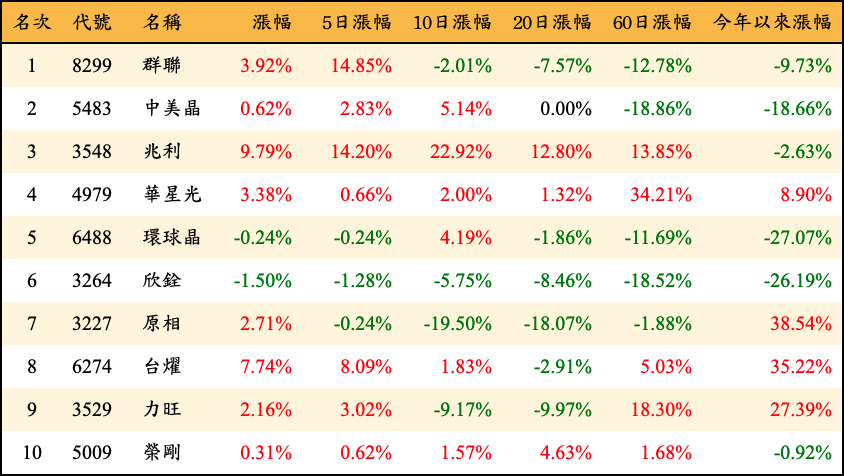 名次 代號 名稱 漲幅 5日漲幅 10日漲幅 20日漲幅 60日漲幅 今年以來漲幅
1 8299 群聯 3.92% 14.85% -2.01% -7.57% -12.78% -9.73%
2 5483 中美晶 0.62% 2.83% 5.14% 0.00% -18.86% -18.66%
3 3548 兆利 9.79% 14.20% 22.92% 12.80% 13.85% -2.63%
4 4979 華星光 3.38% 0.66% 2.00% 1.32% 34.21% 8.90%
5 6488 環球晶 -0.24% -0.24% 4.19% -1.86% -11.69% -27.07%
6 3264 欣銓 -1.50% -1.28% -5.75% -8.46% -18.52% -26.19%
7 3227 原相 2.71% -0.24% -19.50% -18.07% -1.88% 38.54%
8 6274 台燿 7.74% 8.09% 1.83% -2.91% 5.03% 35.22%
9 3529 力旺 2.16% 3.02% -9.17% -9.97% 18.30% 27.39%
10 5009 榮剛 0.31% 0.62% 1.57% 4.63% 1.68% -0.92%